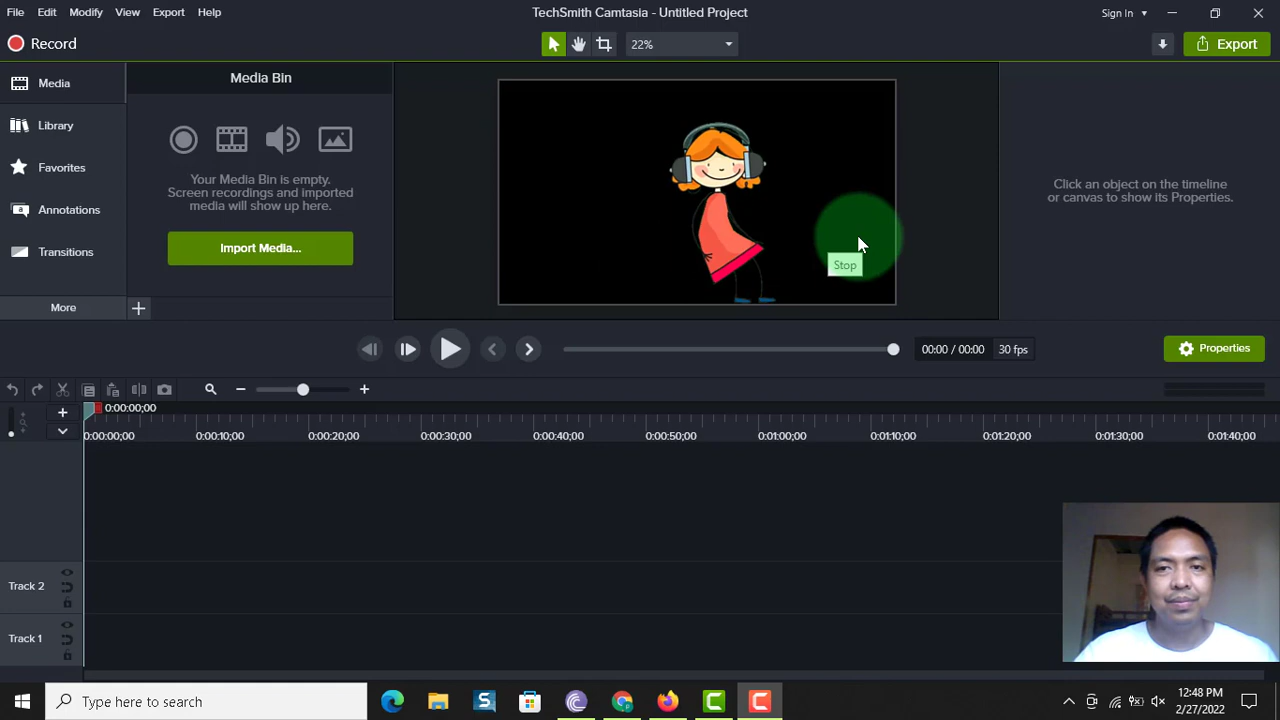 File Edit Modify View Export Help
TechSmith Camtasia - Untitled Project
Sign In
Record
22%
Export
Media
Library
Favorites
Annotations
Transitions
More
Media Bin
Your Media Bin is empty.
Screen recordings and imported
media will show up here.
Import Media...
Stop
Click an object on the timeline
or canvas to show its Properties.
00:00 / 00:00 30 fps
Properties
0:00:00;00
0:00:00;00 0:00:10;00 0:00:20;00 0:00:30;00 0:00:40;00 0:00:50;00 0:01:00;00 0:01:10;00 0:01:20;00 0:01:30;00 0:01:40;00
Track 2
Track 1
Type here to search
12:48 PM
2/27/2022